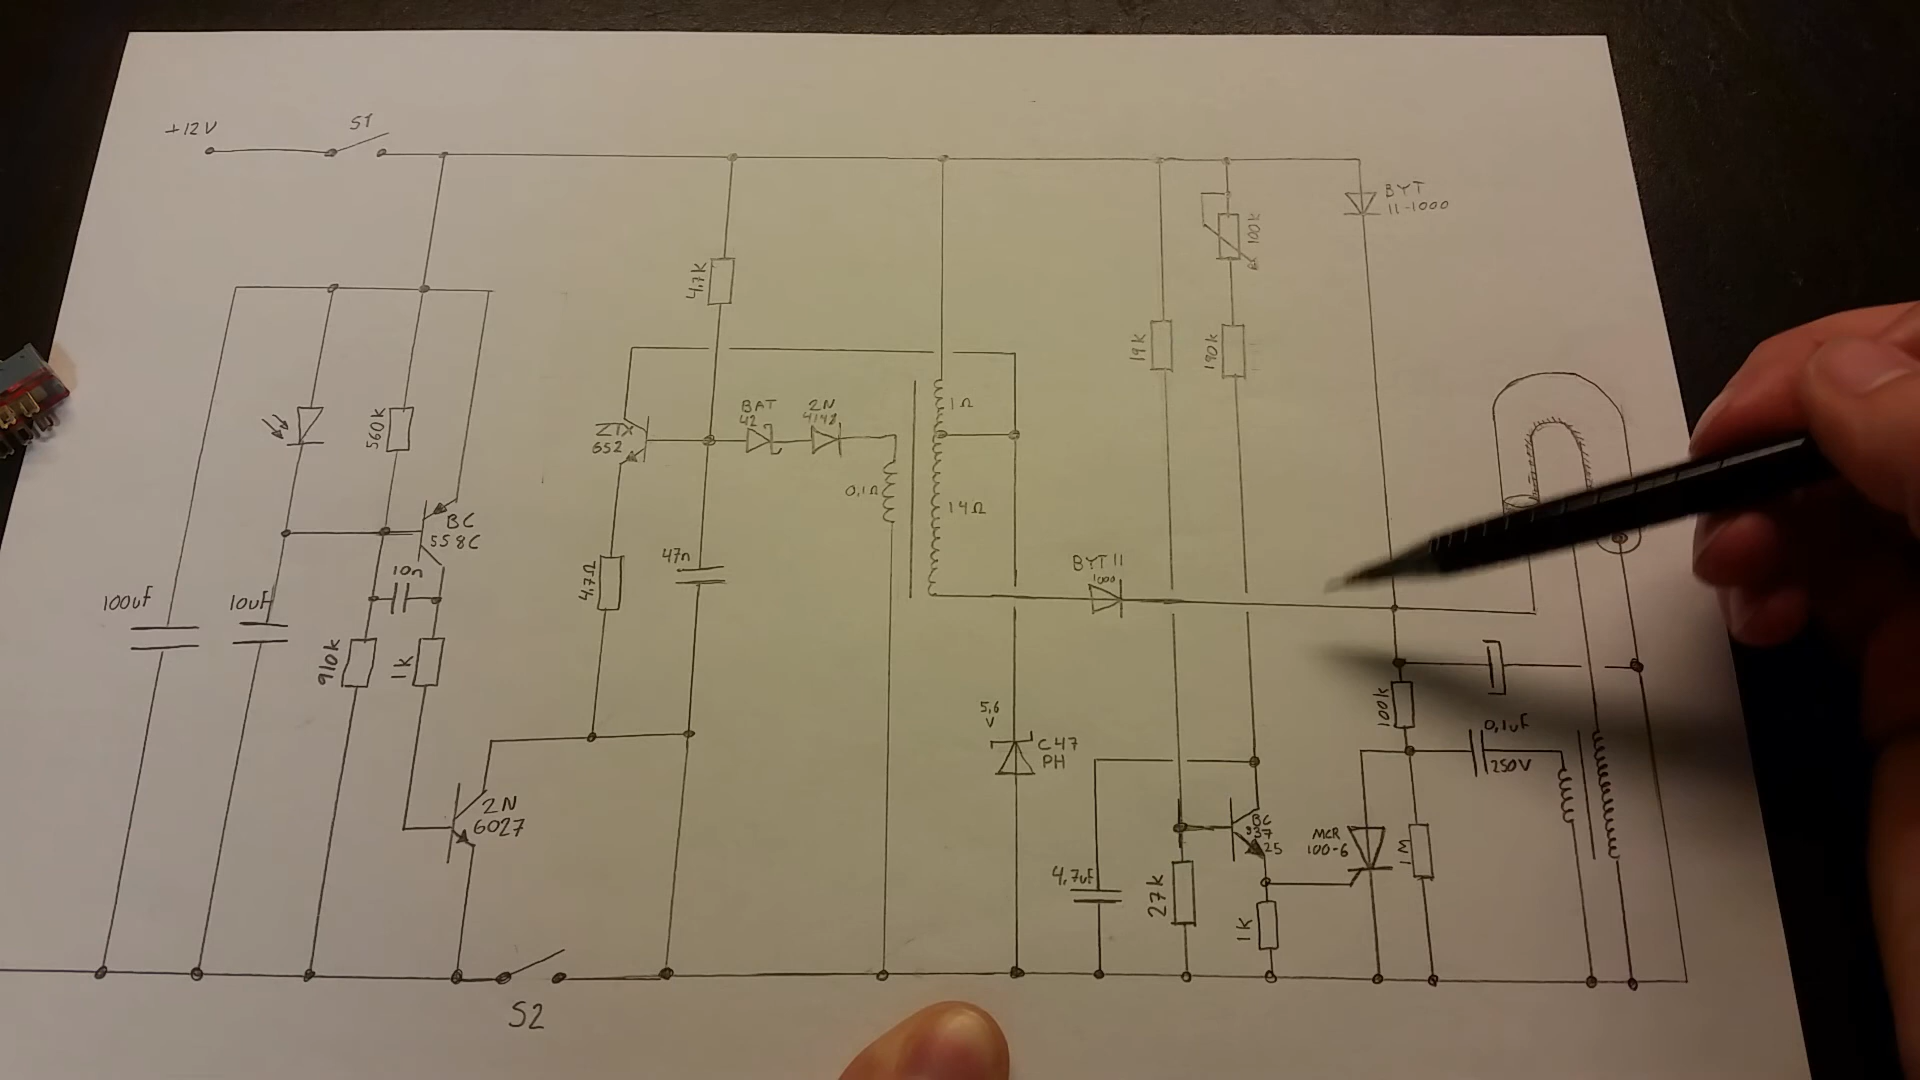 +12V
S1
BYT
11-1000
100k
4,7k
19k
190k
BAT
42
2N
4142
1Ω
ZTX
652
560k
0,1Ω
14Ω
BC
558C
47n
BYT 11
1000
10n
4,7Ω
100uF
10uF
910k
1k
5,6
V
C47
PH
100k
0,1uF
250V
2N
6027
BC
337
25
MCR
100-6
1M
4,7uF
27k
1k
S2